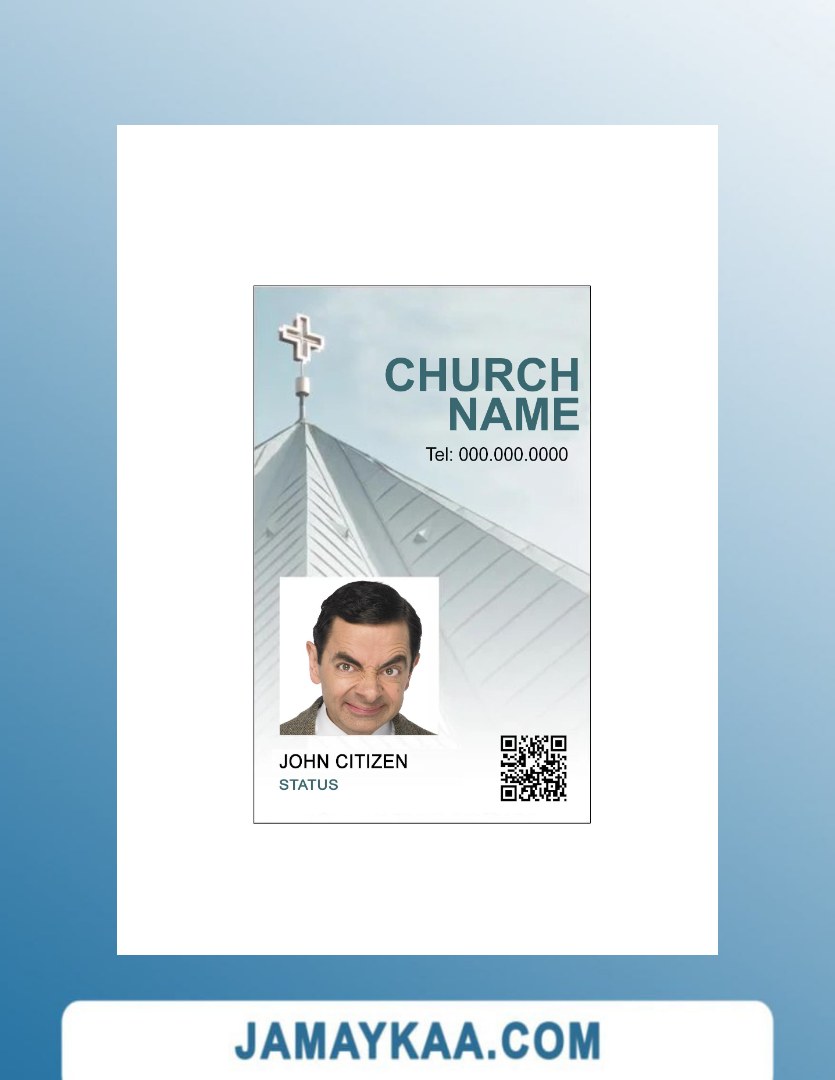 CHURCH
NAME
Tel: 000.000.0000
JOHN CITIZEN
STATUS
JAMAYKAA.COM